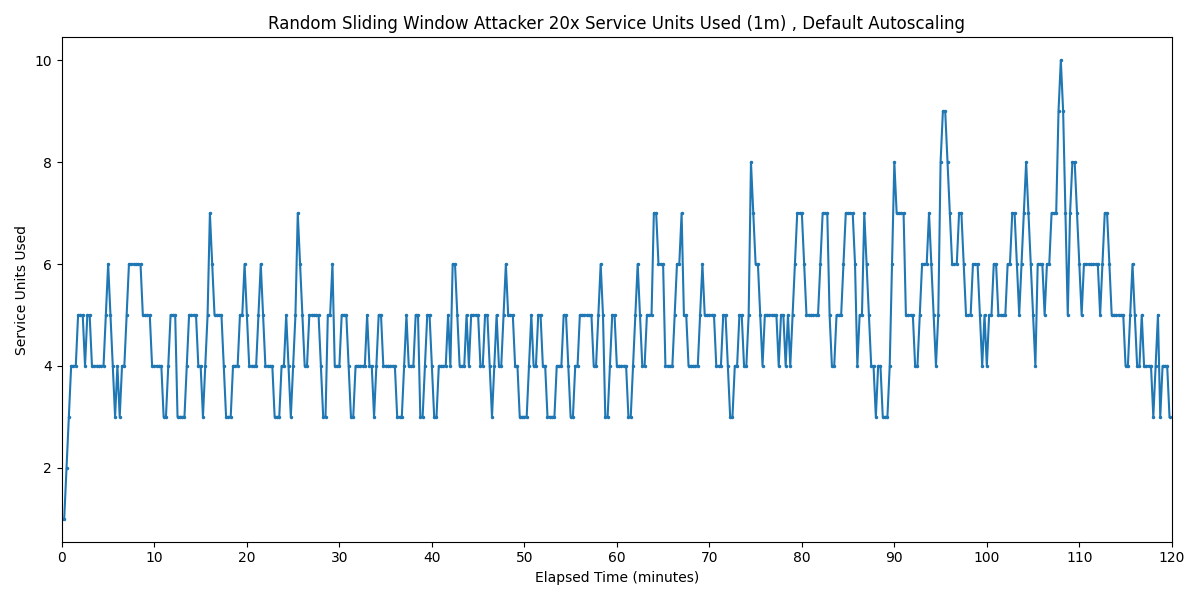 Random Sliding Window Attacker 20x Service Units Used (1m) , Default Autoscaling
10
8
6
4
2
Service Units Used
0 10 20 30 40 50 60 70 80 90 100 110 120
Elapsed Time (minutes)